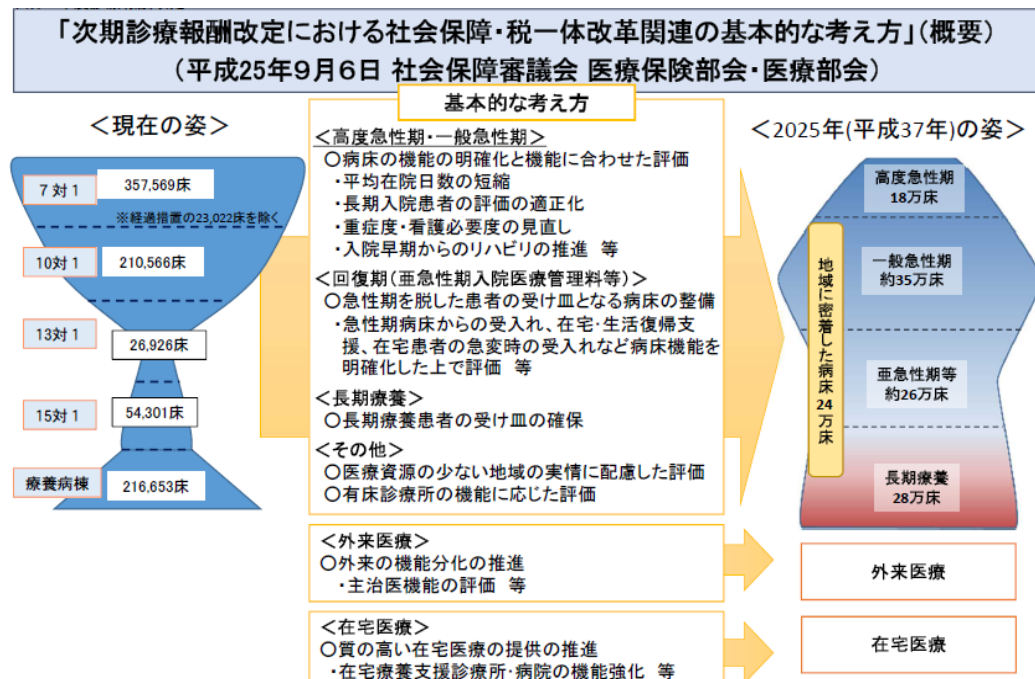 「次期診療報酬改定における社会保障・税一体改革関連の基本的な考え方」(概要)
(平成25年9月6日 社会保障審議会 医療保険部会・医療部会)
<現在の姿>
7対1
357,569床
※経過措置の23,022床を除く
10対1
210,566床
13対1
26,926床
15対1
54,301床
療養病棟
216,653床
基本的な考え方
<高度急性期・一般急性期>
○病床の機能の明確化と機能に合わせた評価
・平均在院日数の短縮
・長期入院患者の評価の適正化
・重症度・看護必要度の見直し
・入院早期からのリハビリの推進 等
<回復期(亜急性期入院医療管理料等)>
○急性期を脱した患者の受け皿となる病床の整備
・急性期病床からの受入れ、在宅・生活復帰支
援、在宅患者の急変時の受入れなど病床機能を
明確化した上で評価 等
<長期療養>
○長期療養患者の受け皿の確保
<その他>
○医療資源の少ない地域の実情に配慮した評価
○有床診療所の機能に応じた評価
<外来医療>
○外来の機能分化の推進
・主治医機能の評価 等
<在宅医療>
○質の高い在宅医療の提供の推進
・在宅療養支援診療所・病院の機能強化 等
<2025年(平成37年)の姿>
高度急性期
18万床
一般急性期
約35万床
亜急性期等
約26万床
長期療養
28万床
地域に密着した病床24万床
外来医療
在宅医療